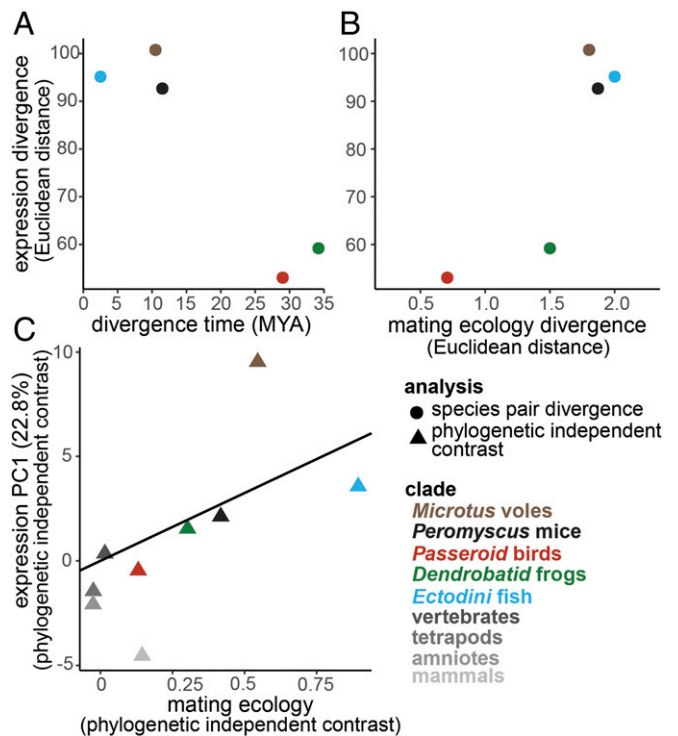 A
B
expression divergence
(Euclidean distance)
100
90
80
70
60
0
5
10
15
20
25
30
35
divergence time (MYA)
100
90
80
70
60
0.5
1.0
1.5
2.0
mating ecology divergence
(Euclidean distance)
C
expression PC1 (22.8%)
(phylogenetic independent contrast)
10
5
0
-5
0
0.25
0.50
0.75
mating ecology
(phylogenetic independent contrast)
analysis
species pair divergence
phylogenetic independent
contrast
clade
Microtus voles
Peromyscus mice
Passeroid birds
Dendrobatid frogs
Ectodini fish
vertebrates
tetrapods
amniotes
mammals